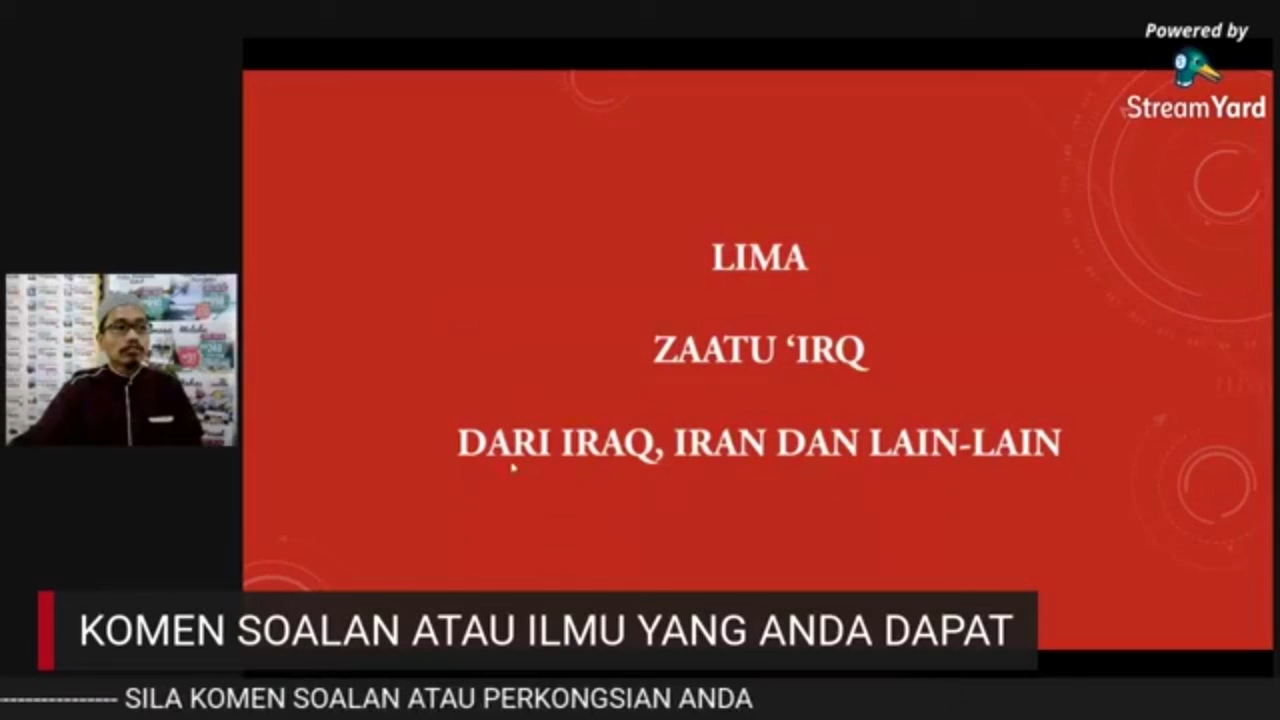 Powered by
StreamYard
LIMA
ZAATU ‘IRQ
DARI IRAQ, IRAN DAN LAIN-LAIN
KOMEN SOALAN ATAU ILMU YANG ANDA DAPAT
SILA KOMEN SOALAN ATAU PERKONGSIAN ANDA